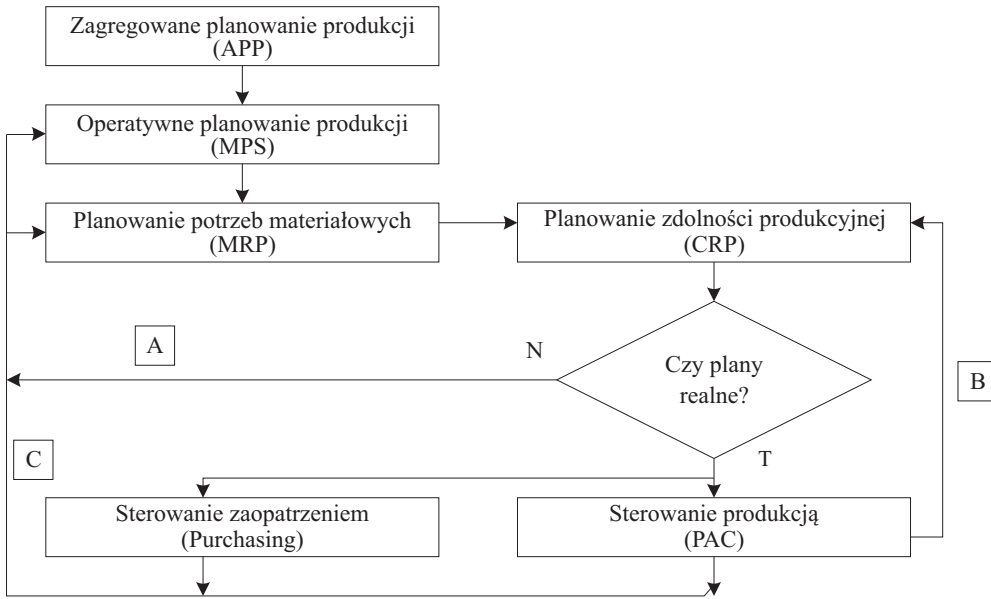 Zagregowane planowanie produkcji
(APP)
Operatywne planowanie produkcji
(MPS)
Planowanie potrzeb materiałowych
(MRP)
Planowanie zdolności produkcyjnej
(CRP)
A
N
Czy plany
realne?
B
C
T
Sterowanie zaopatrzeniem
(Purchasing)
Sterowanie produkcją
(PAC)